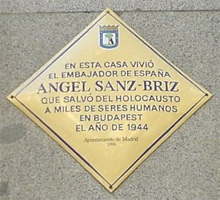 EN ESTA CASA VIVIÓ
EL EMBAJADOR DE ESPAÑA
ANGEL SANZ-BRIZ
QUE SALVÓ DEL HOLOCAUSTO
A MILES DE SERES HUMANOS
EN BUDAPEST
EL AÑO DE 1944
Ayuntamiento de Madrid